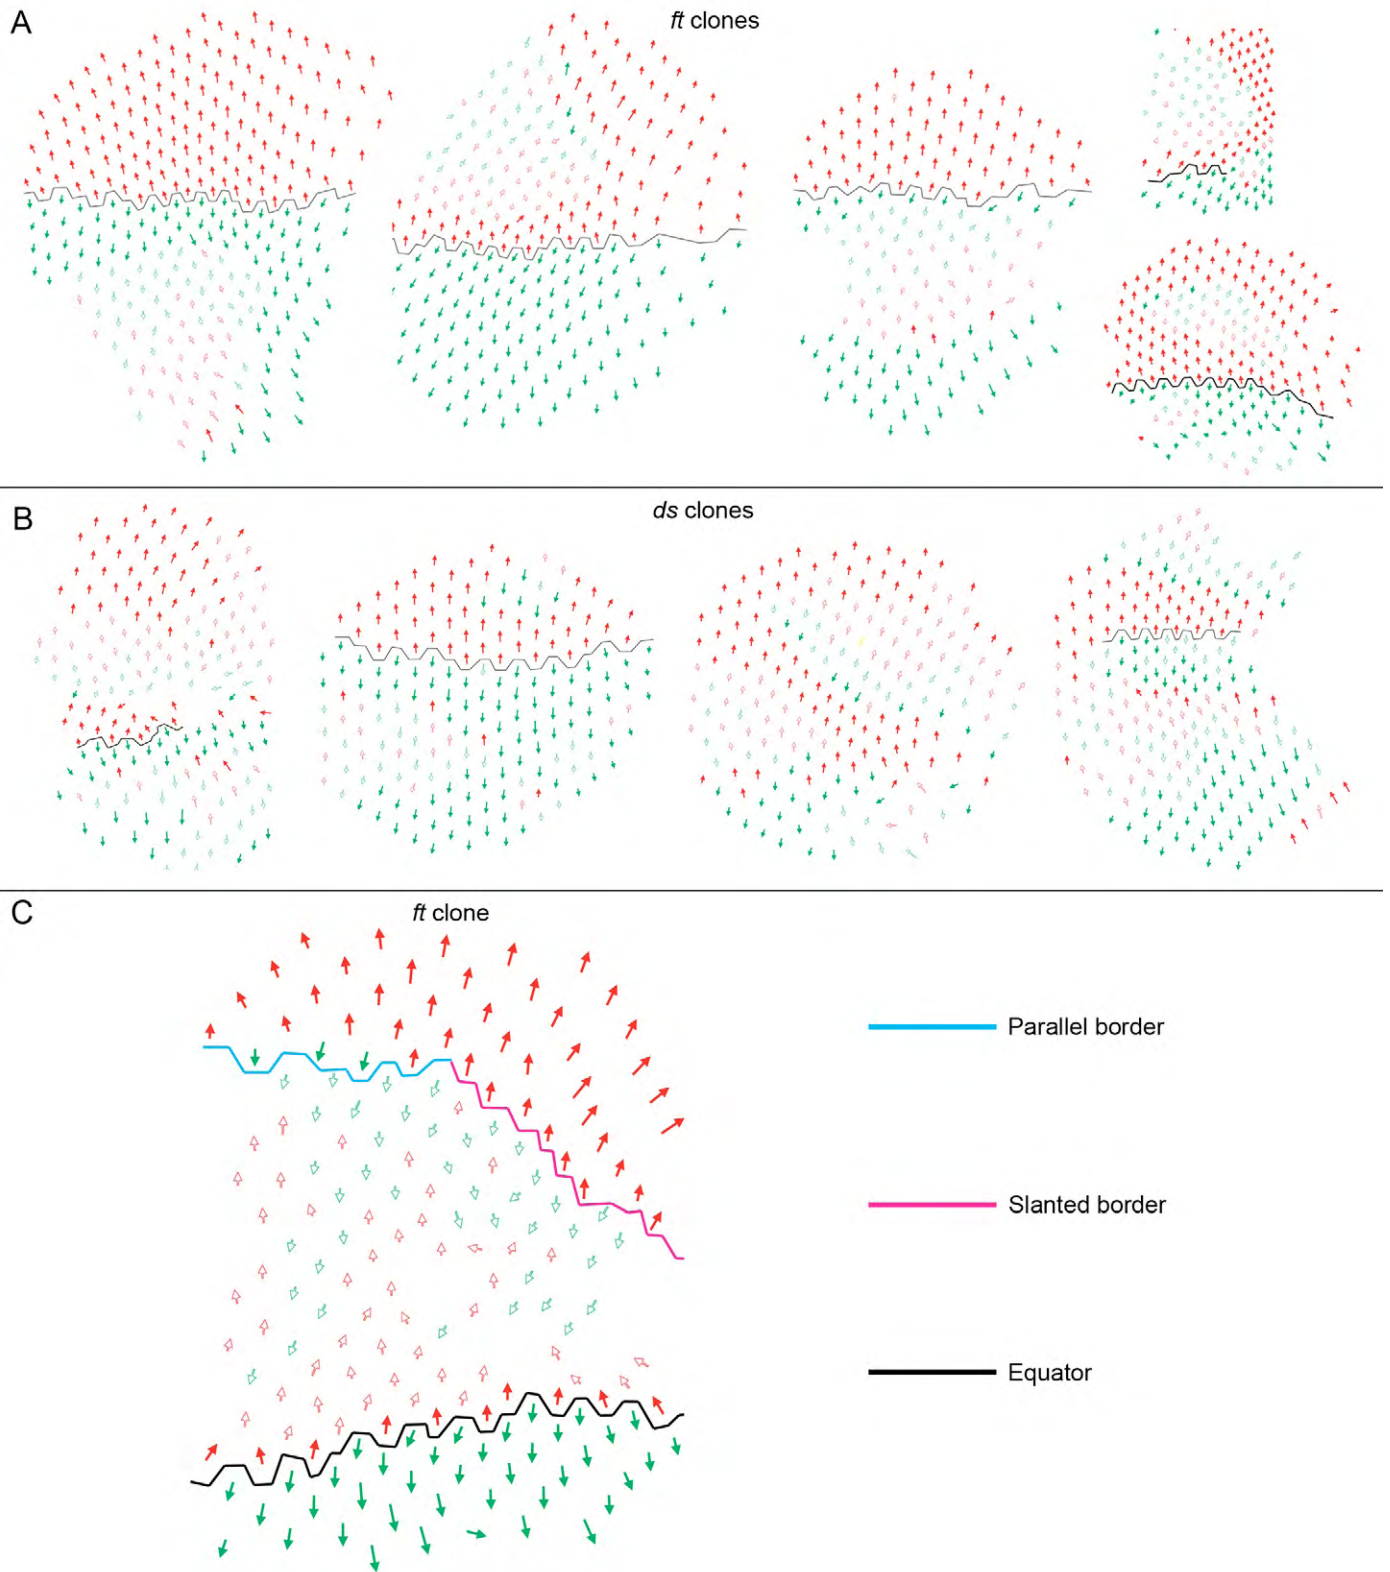 A
ft clones
B
ds clones
C
ft clone
Parallel border
Slanted border
Equator